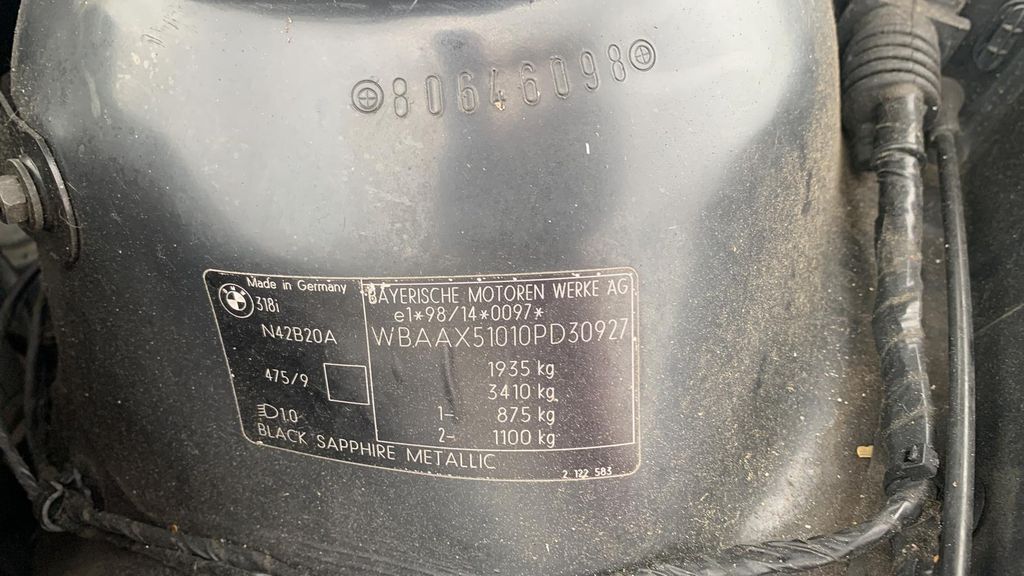 80646098
Made in Germany
318i
N42B20A
475/9
1.0
BAYERISCHE MOTOREN WERKE AG
e1*98/14*0097*
WBAAX51010PD30927
1935 kg
3410 kg
1- 875 kg
2- 1100 kg
BLACK SAPPHIRE METALLIC
2 122 583